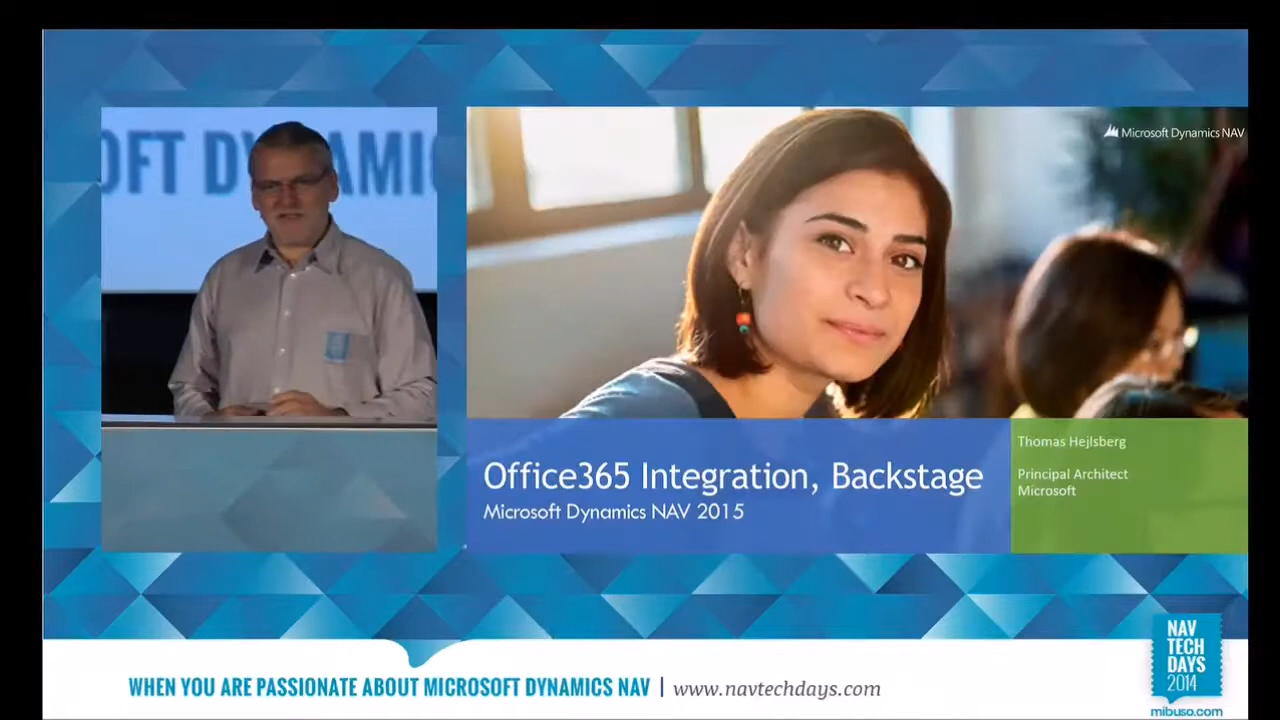 OFT DYNAMIC
Microsoft Dynamics NAV
Office365 Integration, Backstage
Microsoft Dynamics NAV 2015
Thomas Hejlsberg
Principal Architect
Microsoft
WHEN YOU ARE PASSIONATE ABOUT MICROSOFT DYNAMICS NAV | www.navtechdays.com
NAV
TECH
DAYS
2014
mibuso.com